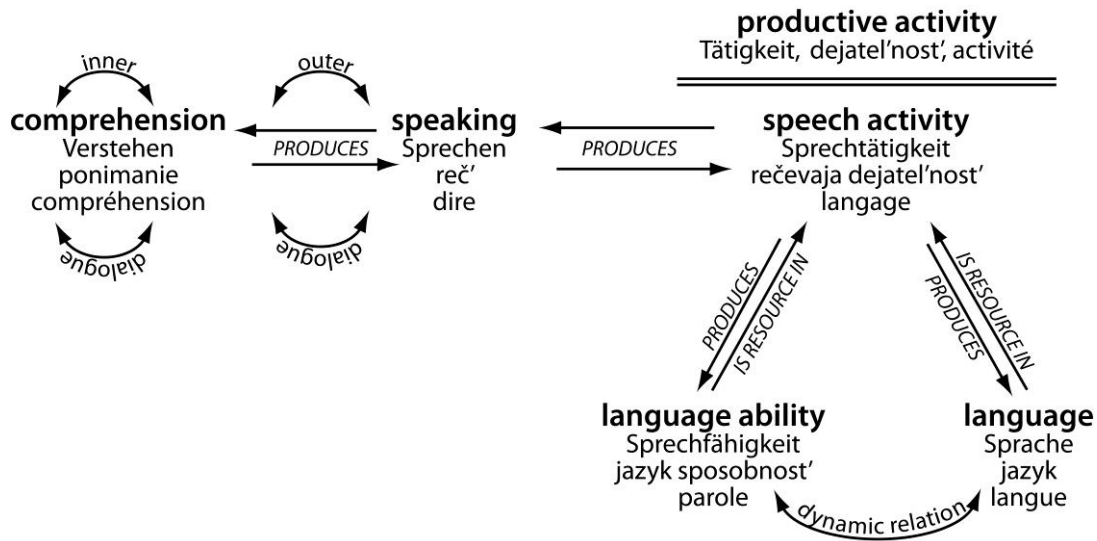 productive activity
Tätigkeit, dejatel’nost’, activité
inner
outer
comprehension
Verstehen
ponimanie
compréhension
PRODUCES
speaking
Sprechen
reč’
dire
PRODUCES
speech activity
Sprechtätigkeit
rečevaja dejatel’nost’
langage
dialogue
dialogue
PRODUCES
IS RESOURCE IN
IS RESOURCE IN
PRODUCES
language ability
Sprechfähigkeit
jazyk sposobnost’
parole
language
Sprache
jazyk
langue
dynamic relation